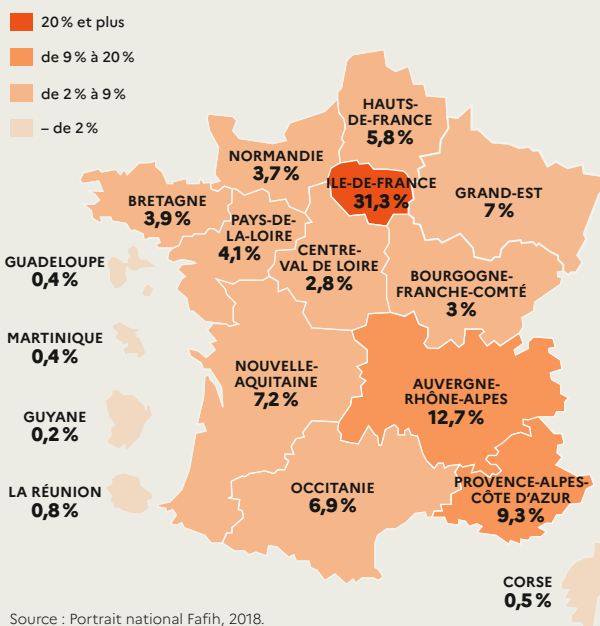 20 % et plus
de 9 % à 20 %
de 2 % à 9 %
– de 2 %
HAUTS-
DE-FRANCE
5,8 %
NORMANDIE
3,7 %
ILE-DE-FRANCE
31,3 %
GRAND-EST
7 %
BRETAGNE
3,9 %
PAYS-DE-
LA-LOIRE
4,1 %
CENTRE-
VAL DE LOIRE
2,8 %
BOURGOGNE-
FRANCHE-COMTÉ
3 %
GUADELOUPE
0,4 %
MARTINIQUE
0,4 %
GUYANE
0,2 %
LA RÉUNION
0,8 %
NOUVELLE-
AQUITAINE
7,2 %
AUVERGNE-
RHÔNE-ALPES
12,7 %
OCCITANIE
6,9 %
PROVENCE-ALPES-
CÔTE D'AZUR
9,3 %
CORSE
0,5 %
Source : Portrait national Fafih, 2018.